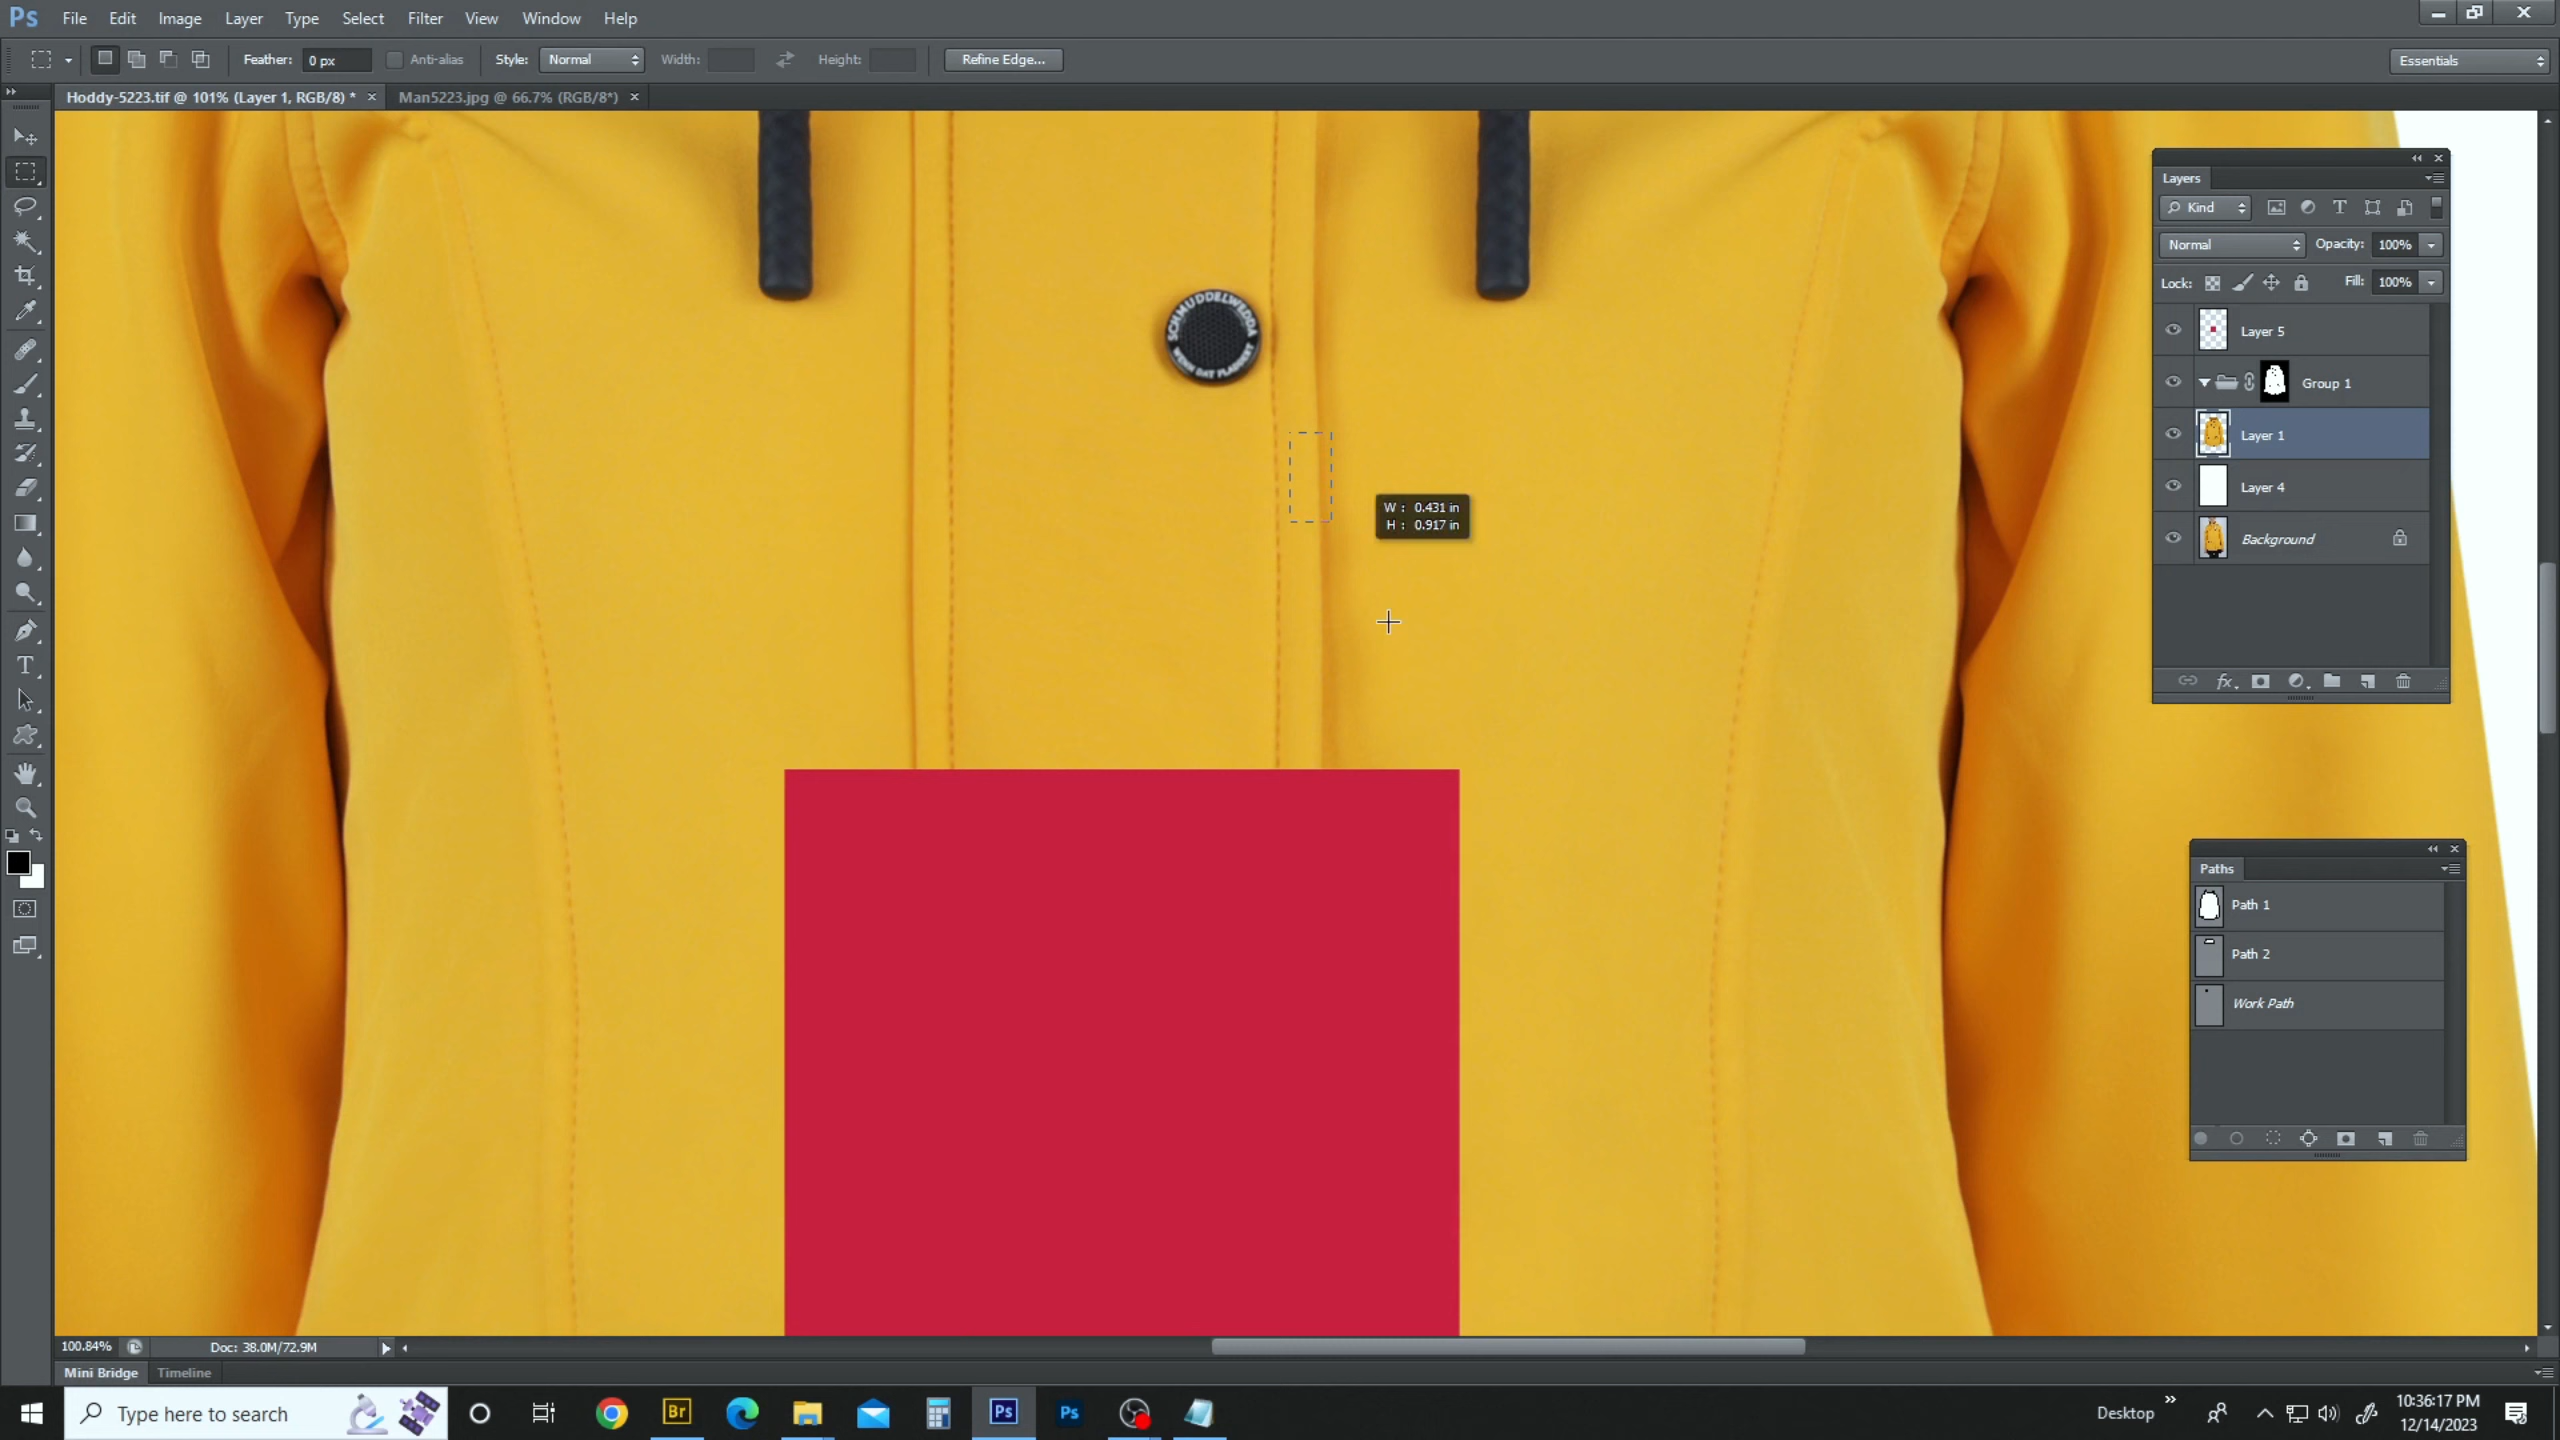 Ps File Edit Image Layer Type Select Filter View Window Help
Feather: 0 px Anti-alias Style: Normal Width: Height: Refine Edge... Essentials
Hoddy-5223.tif @ 101% (Layer 1, RGB/8) * Man5223.jpg @ 66.7% (RGB/8*)
SCHMUDDELWEDDA
WENN DAT PLADDERT
W : 0.431 in
H : 0.917 in
Layers
Kind
Normal Opacity: 100%
Lock: Fill: 100%
Layer 5
Group 1
Layer 1
Layer 4
Background
Paths
Path 1
Path 2
Work Path
100.84% Doc: 38.0M/72.9M
Mini Bridge Timeline
Type here to search
Br
Ps
Ps
Desktop
10:36:17 PM
12/14/2023